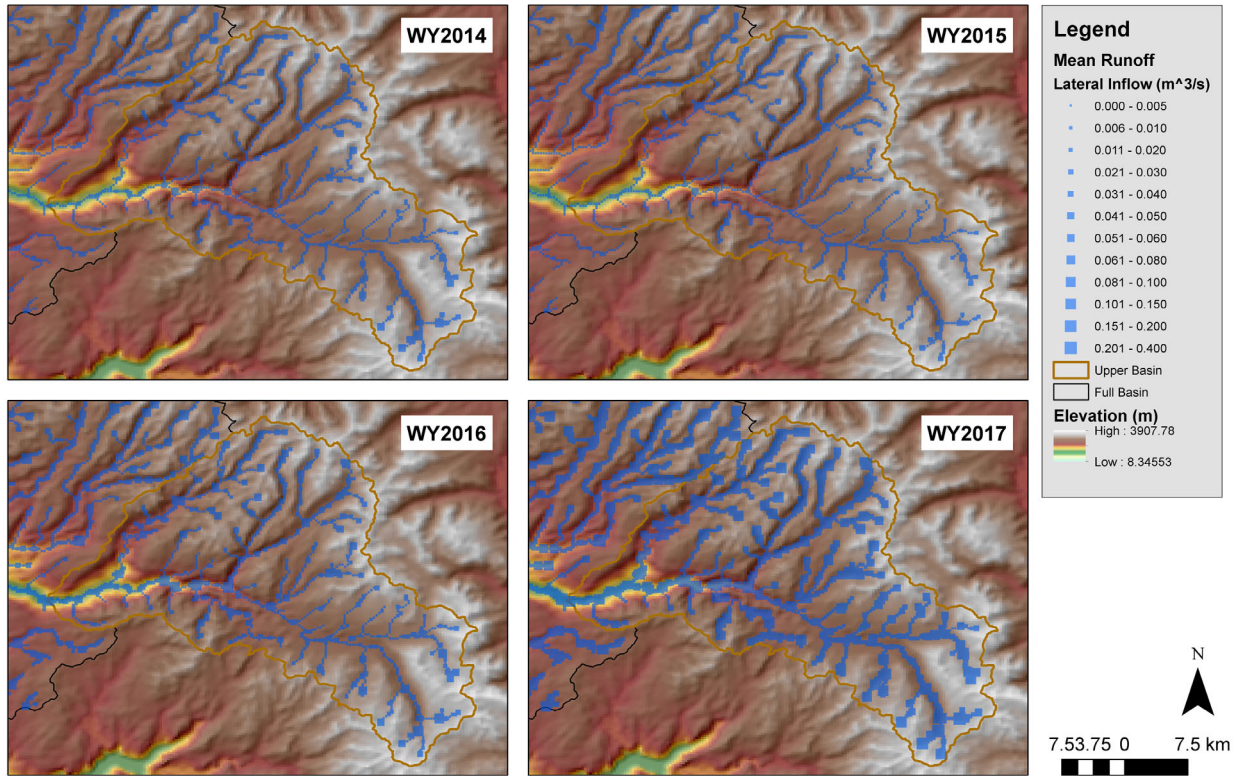 WY2014
WY2015
WY2016
WY2017
Legend
Mean Runoff
Lateral Inflow (m^3/s)
0.000 - 0.005
0.006 - 0.010
0.011 - 0.020
0.021 - 0.030
0.031 - 0.040
0.041 - 0.050
0.051 - 0.060
0.061 - 0.080
0.081 - 0.100
0.101 - 0.150
0.151 - 0.200
0.201 - 0.400
Upper Basin
Full Basin
Elevation (m)
High : 3907.78
Low : 8.34553
N
7.53.75 0 7.5 km